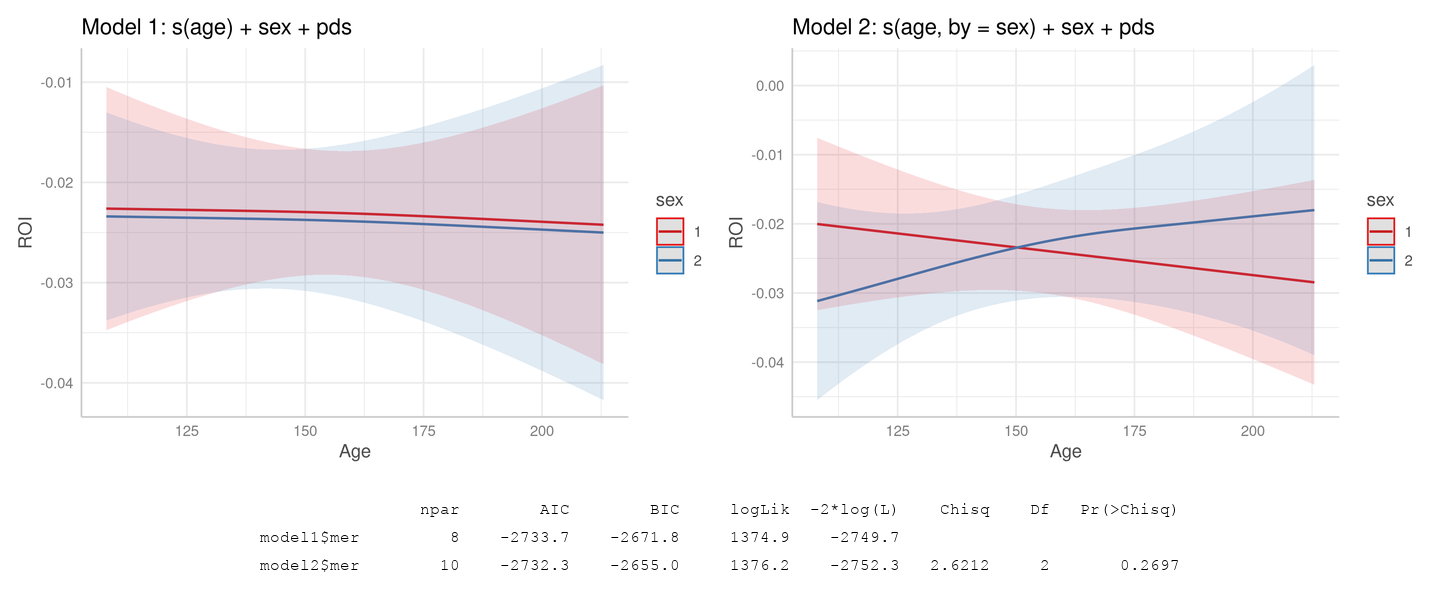 Model 1: s(age) + sex + pds
-0.01
-0.02
-0.03
-0.04
ROI
125 150 175 200
Age
sex
1
2
Model 2: s(age, by = sex) + sex + pds
0.00
-0.01
-0.02
-0.03
-0.04
ROI
125 150 175 200
Age
sex
1
2
npar AIC BIC logLik -2*log(L) Chisq Df Pr(>Chisq)
model1$mer 8 -2733.7 -2671.8 1374.9 -2749.7
model2$mer 10 -2732.3 -2655.0 1376.2 -2752.3 2.6212 2 0.2697